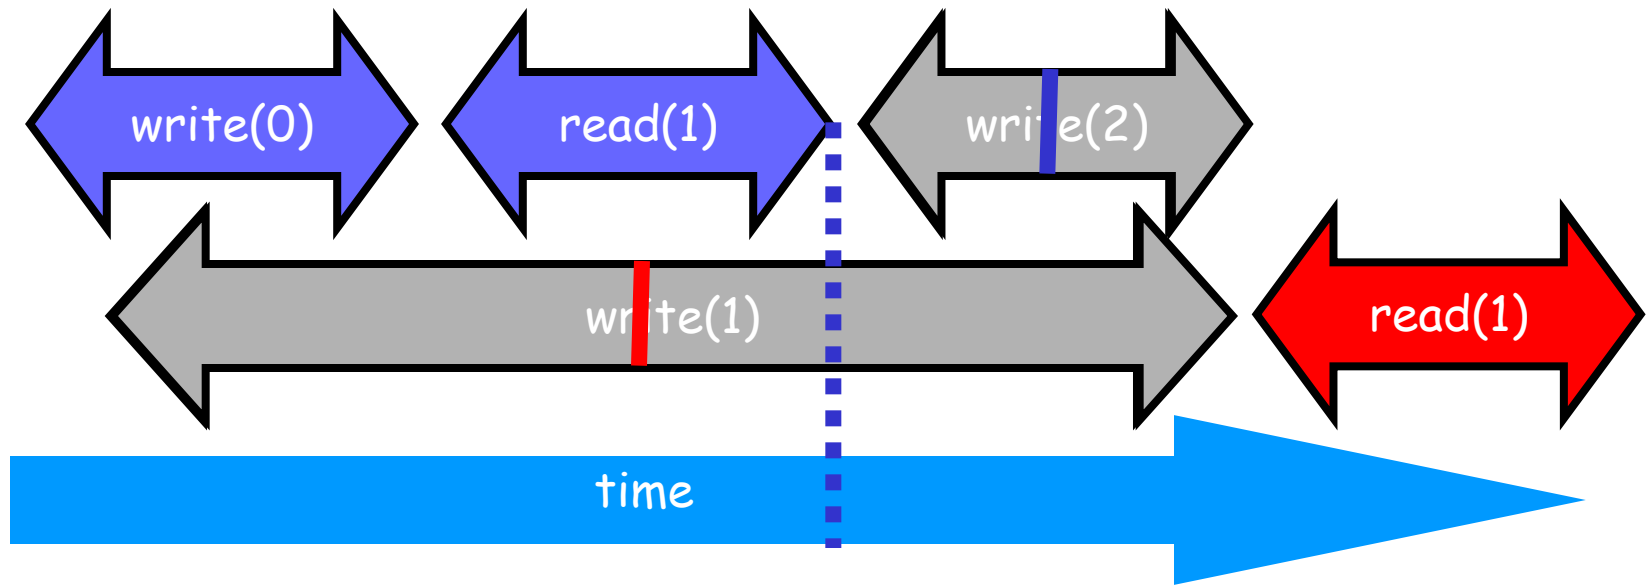 write(0)
read(1)
write(2)
write(1)
read(1)
time